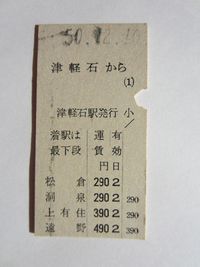 50.12.10
津軽石から
(1)
津軽石駅発行 小
着駅は 運 有
最下段 賃 効
円 日
松倉 290 2
洞泉 290 2 290
上有住 390 2 290
遠野 490 2 390